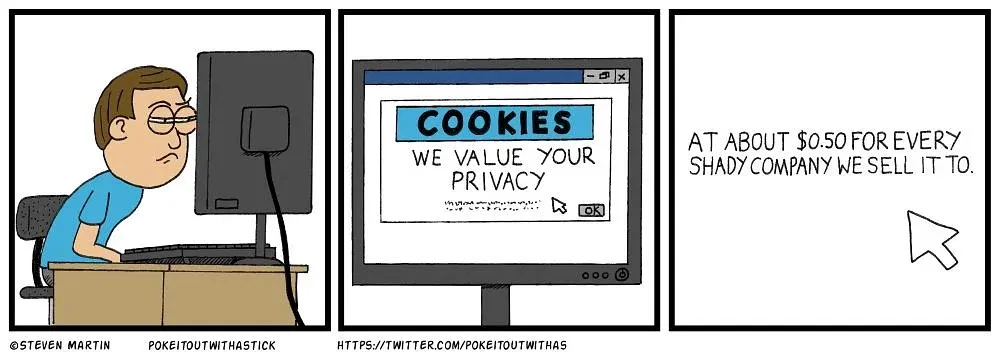 COOKIES
WE VALUE YOUR
PRIVACY
OK
AT ABOUT $0.50 FOR EVERY
SHADY COMPANY WE SELL IT TO.
©STEVEN MARTIN POKEITOUTWITHASTICK HTTPS://TWITTER.COM/POKEITOUTWITHAS